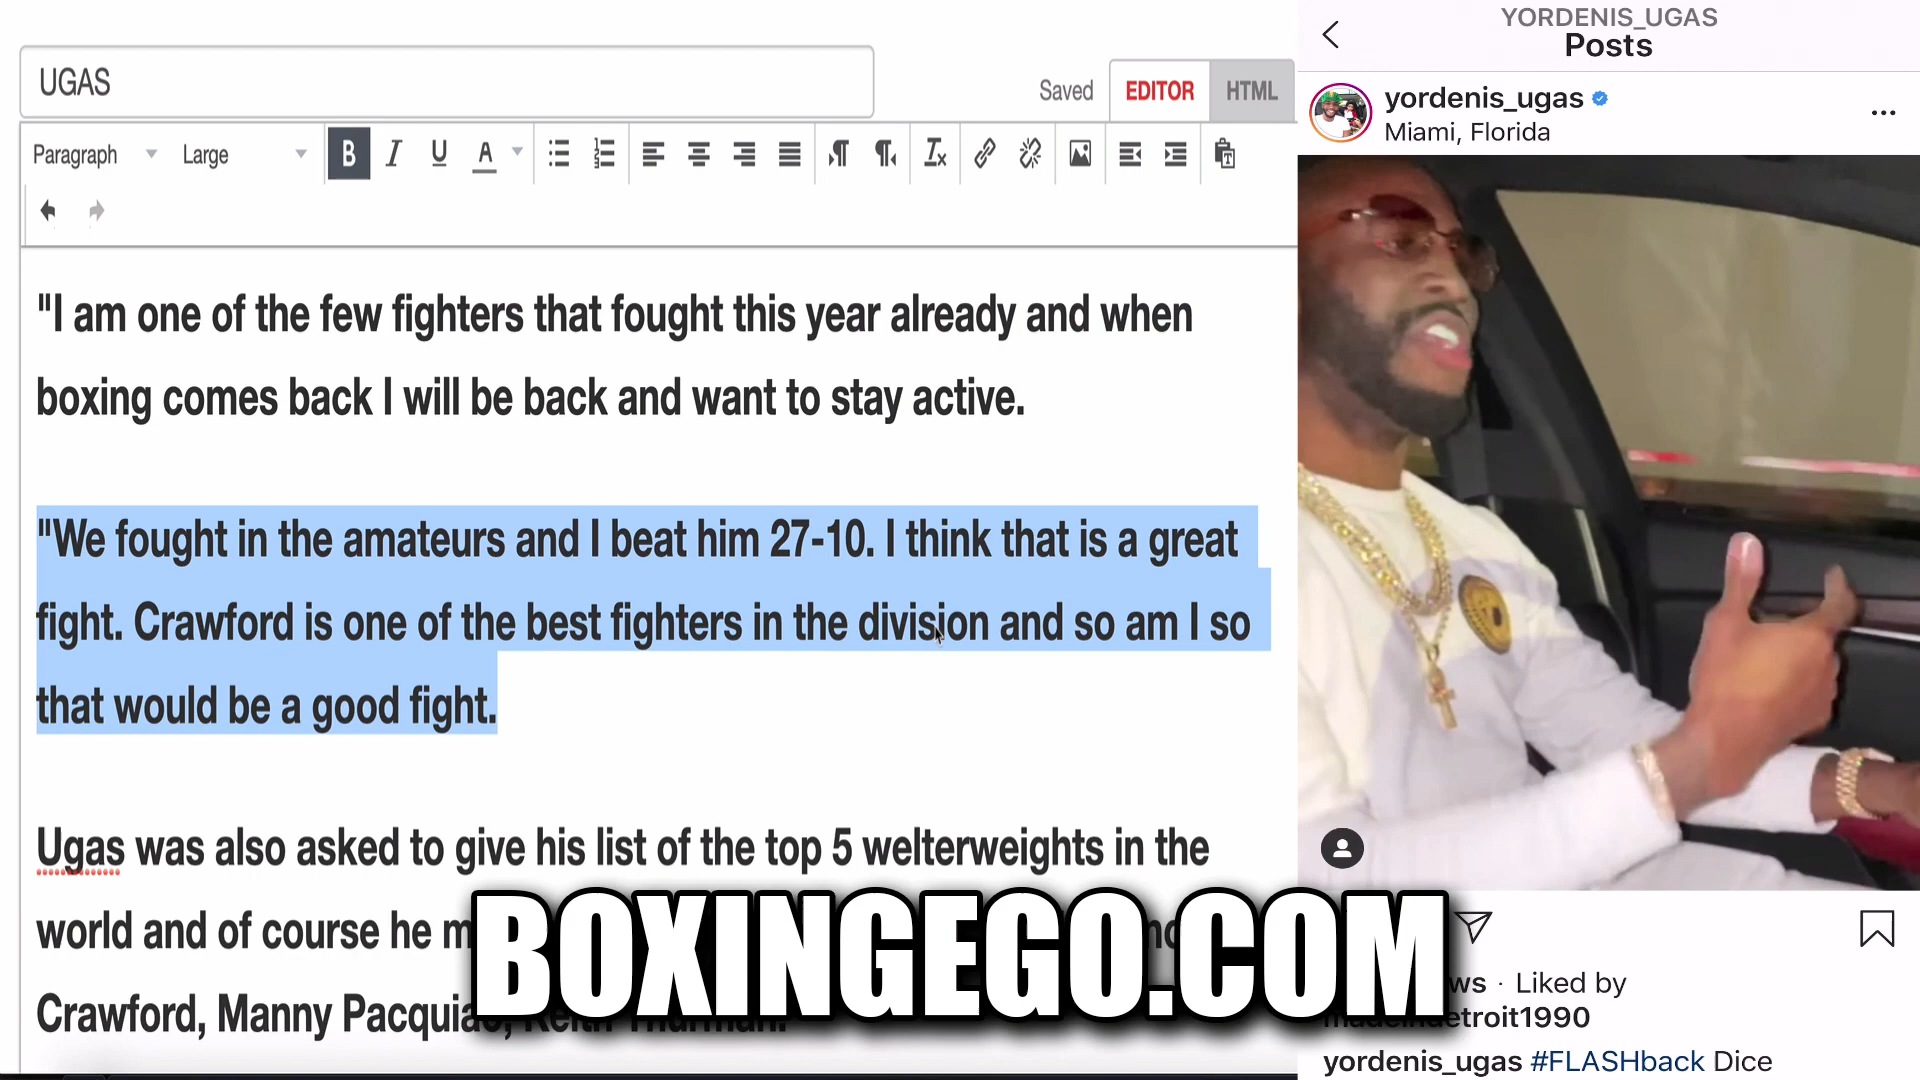 UGAS
Saved
EDITOR
HTML
Paragraph
Large
B
I
U
A
"I am one of the few fighters that fought this year already and when
boxing comes back I will be back and want to stay active.
"We fought in the amateurs and I beat him 27-10. I think that is a great
fight. Crawford is one of the best fighters in the division and so am I so
that would be a good fight.
Ugas was also asked to give his list of the top 5 welterweights in the
world and of course he
Crawford, Manny Pacquiao, Keith Thurman.
BOXINGEGO.COM
YORDENIS_UGAS
Posts
yordenis_ugas
Miami, Florida
...
· Liked by
madeindetroit1990
yordenis_ugas #FLASHback Dice